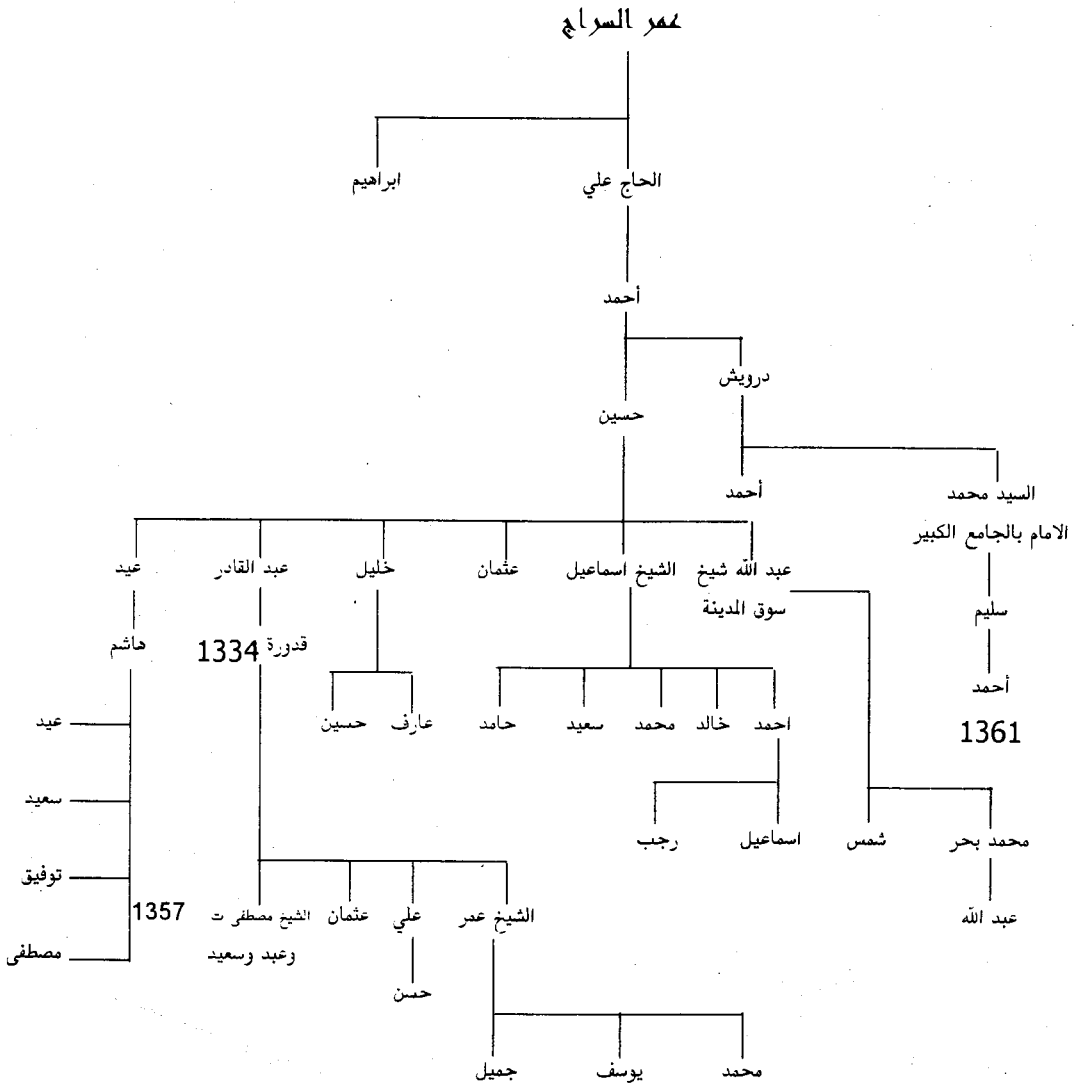 عمر السراج
الحاج علي
ابراهيم
أحمد
درويش
حسين
السيد محمد
الامام بالجامع الكبير
أحمد
عبد الله شيخ
سوق المدينة
الشيخ اسماعيل
عثمان
خليل
عبد القادر
عيد
سليم
قدورة 1334
هاشم
أحمد
1361
احمد
خالد
محمد
سعيد
حامد
عارف
حسين
عيد
سعيد
توفيق
مصطفى
محمد بحر
شمس
اسماعيل
رجب
عبد الله
الشيخ عمر
علي
عثمان
الشيخ مصطفى ت 1357
وعبد وسعيد
حسن
محمد
يوسف
جميل